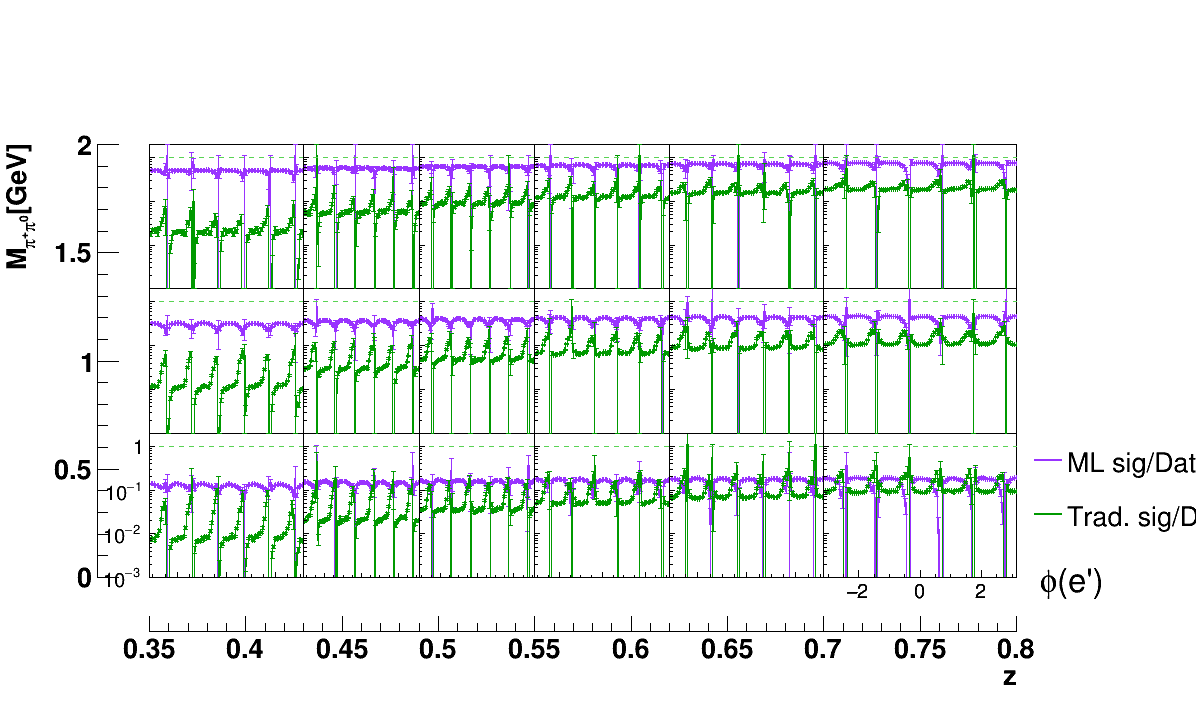 M_{π⁺π⁰}[GeV]
2
1.5
1
0.5
0
1
10⁻¹
10⁻²
10⁻³
ML sig/Dat
Trad. sig/D
−2 0 2
ϕ(e')
0.35 0.4 0.45 0.5 0.55 0.6 0.65 0.7 0.75 0.8
z